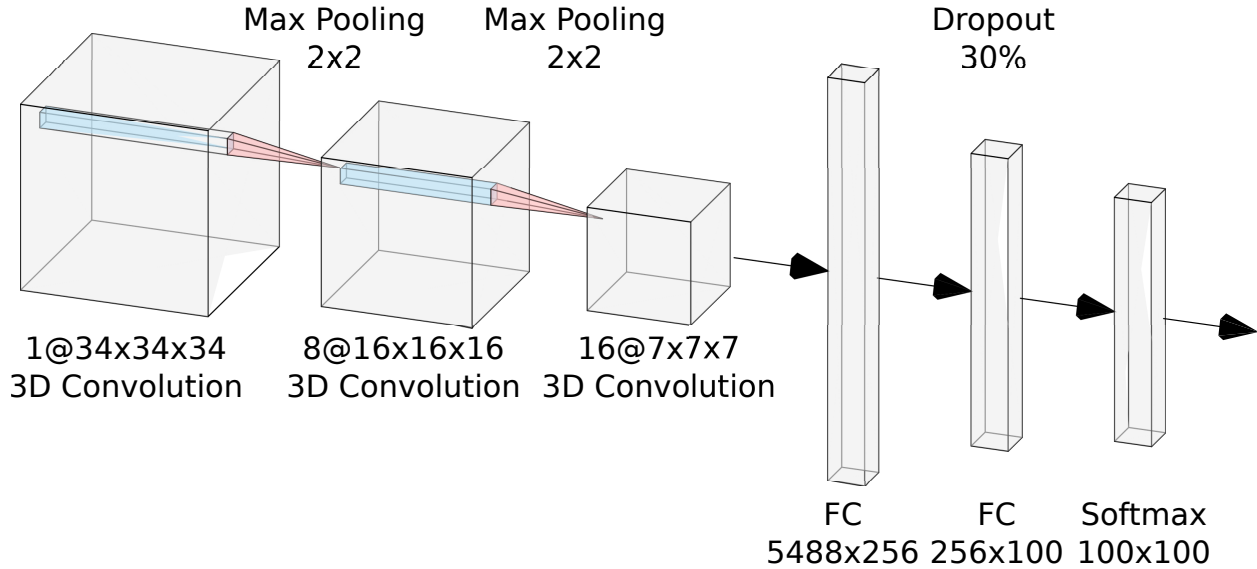 Max Pooling
2x2
Max Pooling
2x2
Dropout
30%
1@34x34x34
3D Convolution
8@16x16x16
3D Convolution
16@7x7x7
3D Convolution
FC
5488x256
FC
256x100
Softmax
100x100